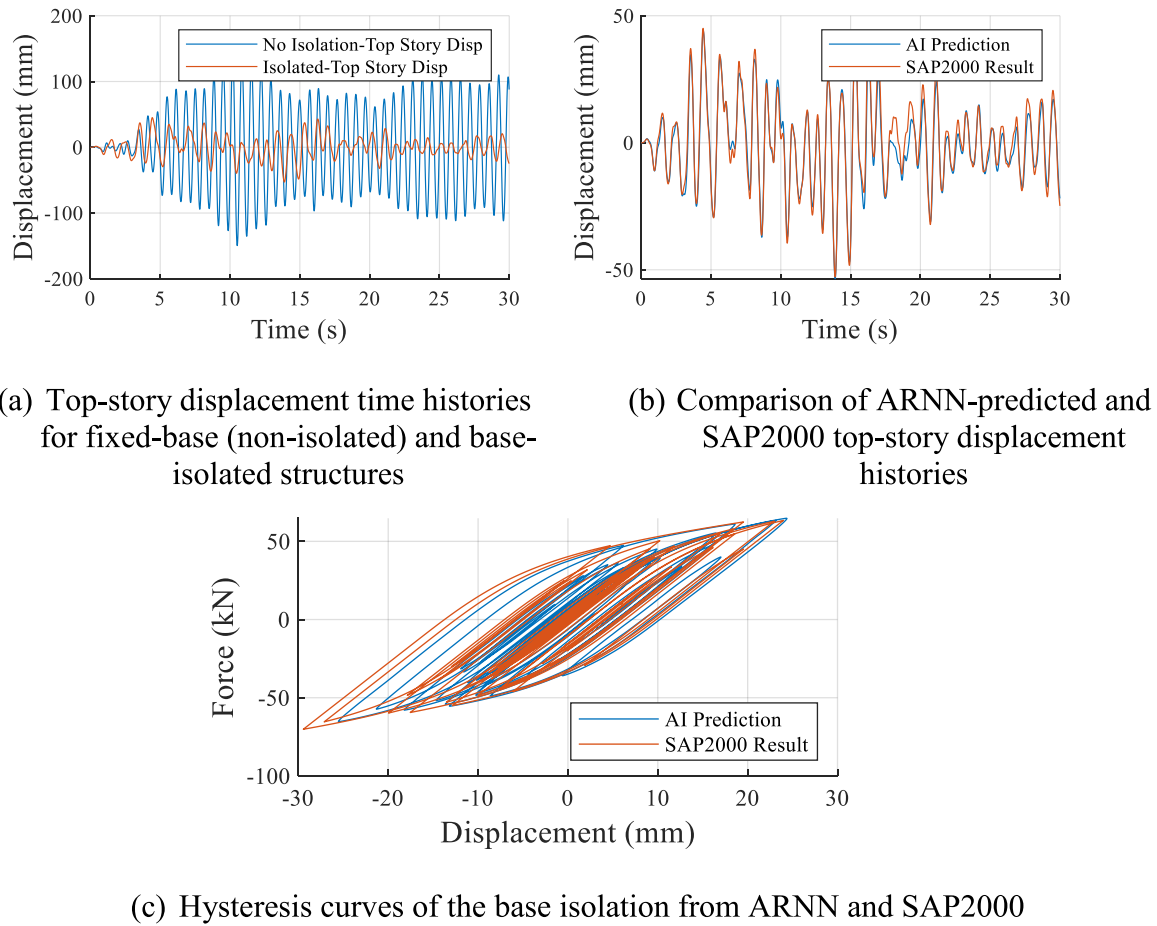 200
100
0
-100
-200
Displacement (mm)
No Isolation-Top Story Disp
Isolated-Top Story Disp
0 5 10 15 20 25 30
Time (s)
50
0
-50
Displacement (mm)
AI Prediction
SAP2000 Result
0 5 10 15 20 25 30
Time (s)
(a) Top-story displacement time histories
for fixed-base (non-isolated) and base-
isolated structures
(b) Comparison of ARNN-predicted and
SAP2000 top-story displacement
histories
50
0
-50
-100
Force (kN)
AI Prediction
SAP2000 Result
-30 -20 -10 0 10 20 30
Displacement (mm)
(c) Hysteresis curves of the base isolation from ARNN and SAP2000